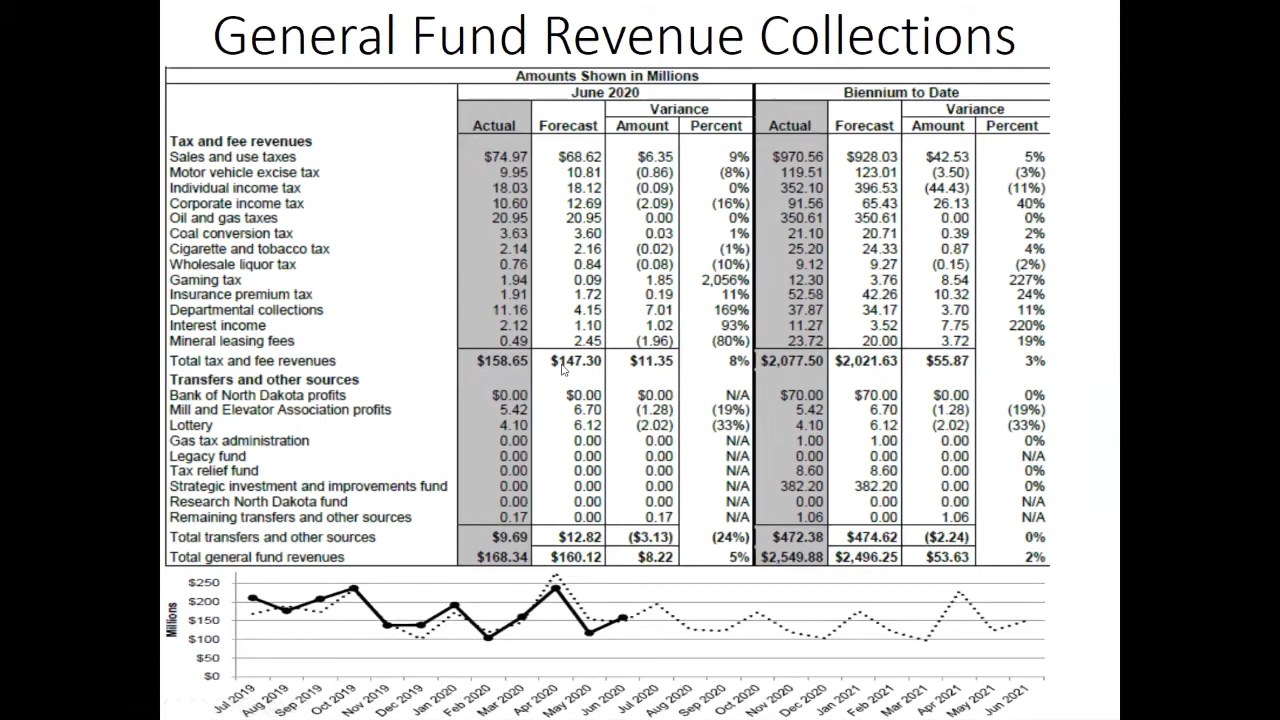 General Fund Revenue Collections
Amounts Shown in Millions
June 2020 Biennium to Date
Variance Variance
Actual Forecast Amount Percent Actual Forecast Amount Percent
Tax and fee revenues
Sales and use taxes $74.97 $68.62 $6.35 9% $970.56 $928.03 $42.53 5%
Motor vehicle excise tax 9.95 10.81 (0.86) (8%) 119.51 123.01 (3.50) (3%)
Individual income tax 18.03 18.12 (0.09) 0% 352.10 396.53 (44.43) (11%)
Corporate income tax 10.60 12.69 (2.09) (16%) 91.56 65.43 26.13 40%
Oil and gas taxes 20.95 20.95 0.00 0% 350.61 350.61 0.00 0%
Coal conversion tax 3.63 3.60 0.03 1% 21.10 20.71 0.39 2%
Cigarette and tobacco tax 2.14 2.16 (0.02) (1%) 25.20 24.33 0.87 4%
Wholesale liquor tax 0.76 0.84 (0.08) (10%) 9.12 9.27 (0.15) (2%)
Gaming tax 1.94 0.09 1.85 2,056% 12.30 3.76 8.54 227%
Insurance premium tax 1.91 1.72 0.19 11% 52.58 42.26 10.32 24%
Departmental collections 11.16 4.15 7.01 169% 37.87 34.17 3.70 11%
Interest income 2.12 1.10 1.02 93% 11.27 3.52 7.75 220%
Mineral leasing fees 0.49 2.45 (1.96) (80%) 23.72 20.00 3.72 19%
Total tax and fee revenues $158.65 $147.30 $11.35 8% $2,077.50 $2,021.63 $55.87 3%
Transfers and other sources
Bank of North Dakota profits $0.00 $0.00 $0.00 N/A $70.00 $70.00 $0.00 0%
Mill and Elevator Association profits 5.42 6.70 (1.28) (19%) 5.42 6.70 (1.28) (19%)
Lottery 4.10 6.12 (2.02) (33%) 4.10 6.12 (2.02) (33%)
Gas tax administration 0.00 0.00 0.00 N/A 1.00 1.00 0.00 0%
Legacy fund 0.00 0.00 0.00 N/A 0.00 0.00 0.00 N/A
Tax relief fund 0.00 0.00 0.00 N/A 8.60 8.60 0.00 0%
Strategic investment and improvements fund 0.00 0.00 0.00 N/A 382.20 382.20 0.00 0%
Research North Dakota fund 0.00 0.00 0.00 N/A 0.00 0.00 0.00 N/A
Remaining transfers and other sources 0.17 0.00 0.17 N/A 1.06 0.00 1.06 N/A
Total transfers and other sources $9.69 $12.82 ($3.13) (24%) $472.38 $474.62 ($2.24) 0%
Total general fund revenues $168.34 $160.12 $8.22 5% $2,549.88 $2,496.25 $53.63 2%
Millions
$250
$200
$150
$100
$50
$0
Jul 2019 Aug 2019 Sep 2019 Oct 2019 Nov 2019 Dec 2019 Jan 2020 Feb 2020 Mar 2020 Apr 2020 May 2020 Jun 2020 Jul 2020 Aug 2020 Sep 2020 Oct 2020 Nov 2020 Dec 2020 Jan 2021 Feb 2021 Mar 2021 Apr 2021 May 2021 Jun 2021